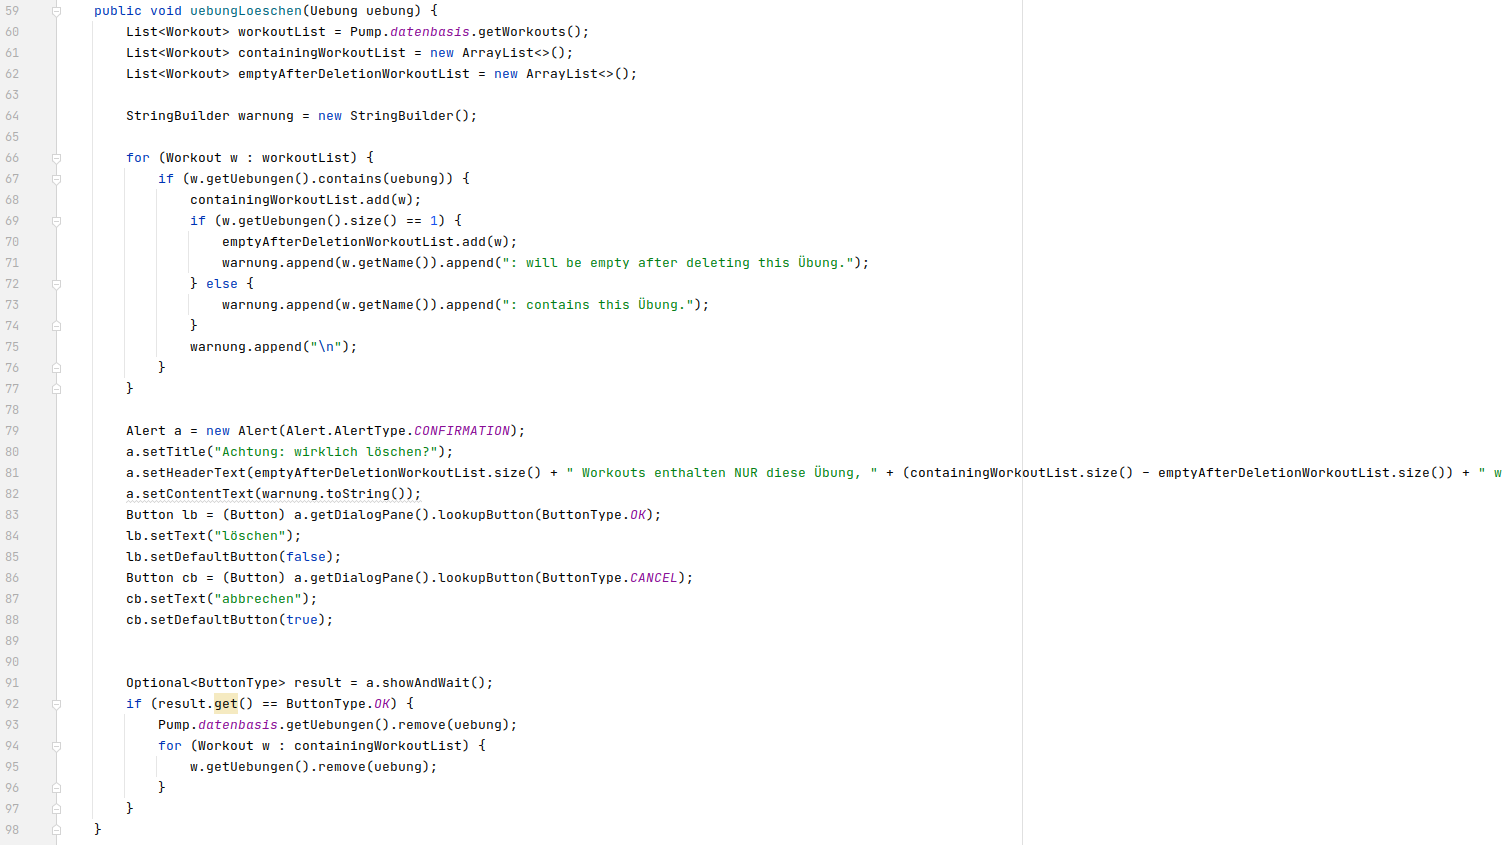 59 public void uebungLoeschen(Uebung uebung) {
60 List<Workout> workoutList = Pump.datenbasis.getWorkouts();
61 List<Workout> containingWorkoutList = new ArrayList<>();
62 List<Workout> emptyAfterDeletionWorkoutList = new ArrayList<>();
63
64 StringBuilder warnung = new StringBuilder();
65
66 for (Workout w : workoutList) {
67 if (w.getUebungen().contains(uebung)) {
68 containingWorkoutList.add(w);
69 if (w.getUebungen().size() == 1) {
70 emptyAfterDeletionWorkoutList.add(w);
71 warnung.append(w.getName()).append(": will be empty after deleting this Übung.");
72 } else {
73 warnung.append(w.getName()).append(": contains this Übung.");
74 }
75 warnung.append("\n");
76 }
77 }
78
79 Alert a = new Alert(Alert.AlertType.CONFIRMATION);
80 a.setTitle("Achtung: wirklich löschen?");
81 a.setHeaderText(emptyAfterDeletionWorkoutList.size() + " Workouts enthalten NUR diese Übung, " + (containingWorkoutList.size() - emptyAfterDeletionWorkoutList.size()) + " w
82 a.setContentText(warnung.toString());
83 Button lb = (Button) a.getDialogPane().lookupButton(ButtonType.OK);
84 lb.setText("löschen");
85 lb.setDefaultButton(false);
86 Button cb = (Button) a.getDialogPane().lookupButton(ButtonType.CANCEL);
87 cb.setText("abbrechen");
88 cb.setDefaultButton(true);
89
90
91 Optional<ButtonType> result = a.showAndWait();
92 if (result.get() == ButtonType.OK) {
93 Pump.datenbasis.getUebungen().remove(uebung);
94 for (Workout w : containingWorkoutList) {
95 w.getUebungen().remove(uebung);
96 }
97 }
98 }